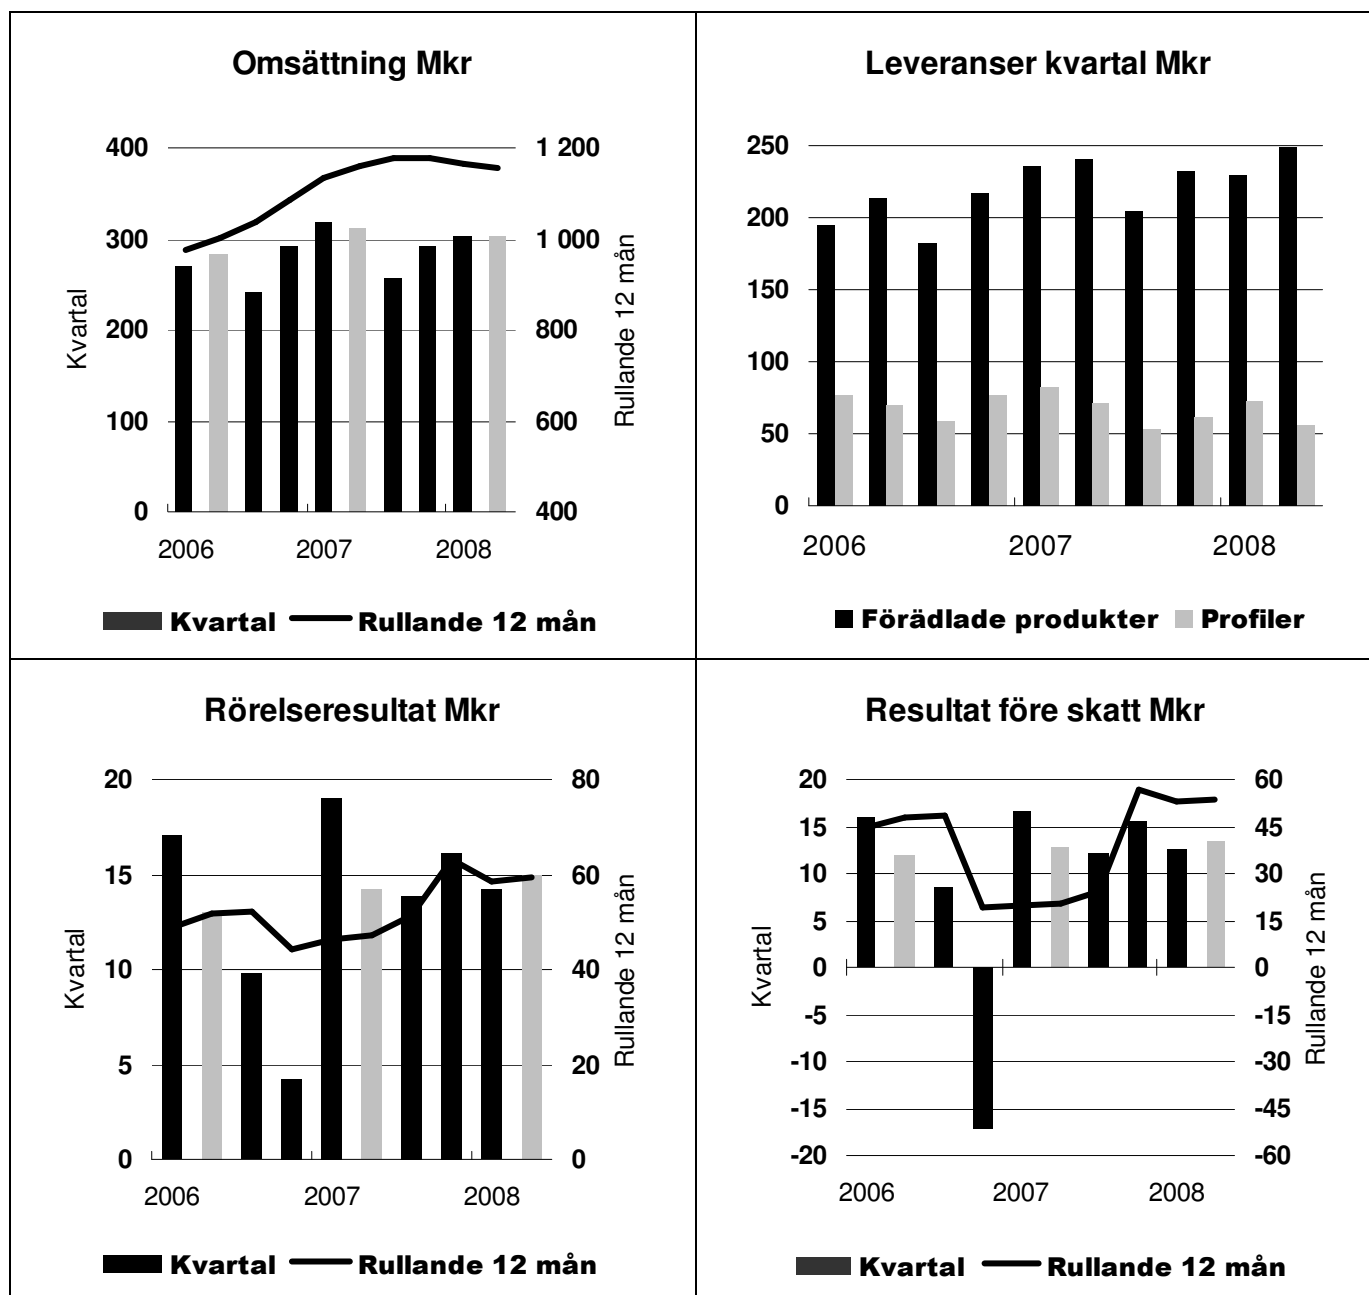 Omsättning Mkr
400 1 200
300 1 000
200 800
100 600
0 400
Kvartal
Rullande 12 mån
2006 2007 2008
Kvartal Rullande 12 mån
Leveranser kvartal Mkr
250
200
150
100
50
0
2006 2007 2008
Förädlade produkter Profiler
Rörelseresultat Mkr
20 80
15 60
10 40
5 20
0 0
Kvartal
Rullande 12 mån
2006 2007 2008
Kvartal Rullande 12 mån
Resultat före skatt Mkr
20 60
15 45
10 30
5 15
0 0
-5 -15
-10 -30
-15 -45
-20 -60
Kvartal
Rullande 12 mån
2006 2007 2008
Kvartal Rullande 12 mån